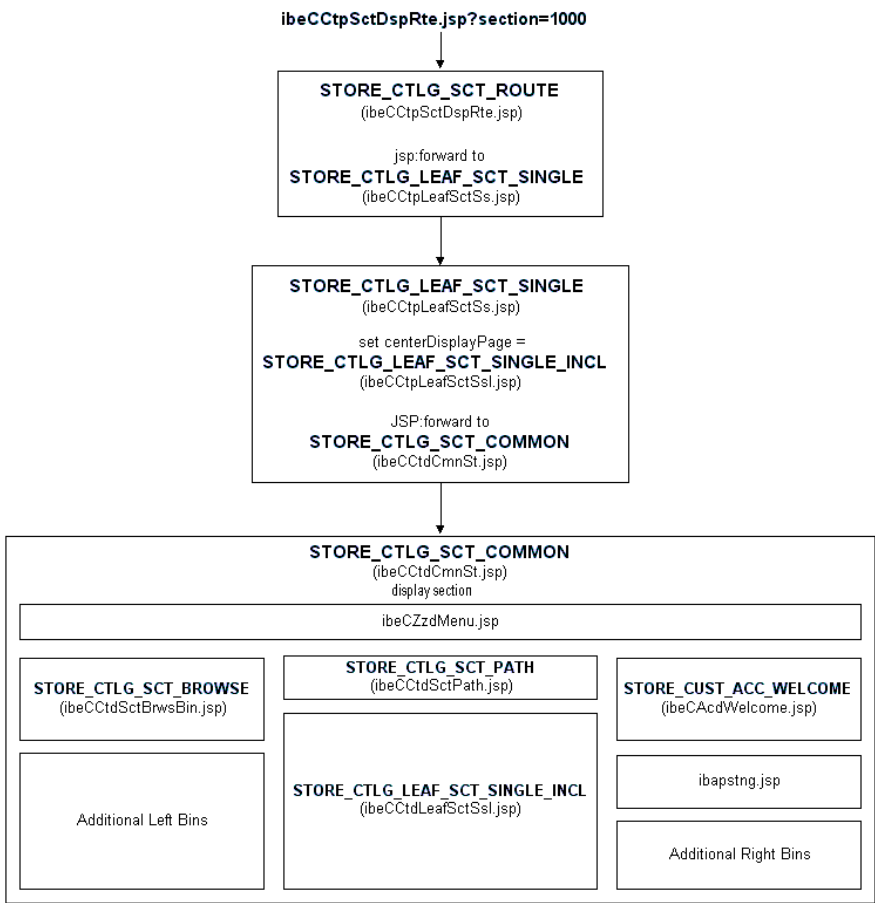 ibeCCtpSctDspRte.jsp?section=1000
STORE_CTLG_SCT_ROUTE
(ibeCCtpSctDspRte.jsp)
jsp:forward to
STORE_CTLG_LEAF_SCT_SINGLE
(ibeCCtpLeafSctSs.jsp)
STORE_CTLG_LEAF_SCT_SINGLE
(ibeCCtpLeafSctSs.jsp)
set centerDisplayPage =
STORE_CTLG_LEAF_SCT_SINGLE_INCL
(ibeCCtpLeafSctSsI.jsp)
JSP:forward to
STORE_CTLG_SCT_COMMON
(ibeCCtdCmnSt.jsp)
STORE_CTLG_SCT_COMMON
(ibeCCtdCmnSt.jsp)
display section
ibeCZzdMenu.jsp
STORE_CTLG_SCT_BROWSE
(ibeCCtdSctBrwsBin.jsp)
Additional Left Bins
STORE_CTLG_SCT_PATH
(ibeCCtdSctPath.jsp)
STORE_CTLG_LEAF_SCT_SINGLE_INCL
(ibeCCtdLeafSctSsI.jsp)
STORE_CUST_ACC_WELCOME
(ibeCAcdWelcome.jsp)
ibapstng.jsp
Additional Right Bins